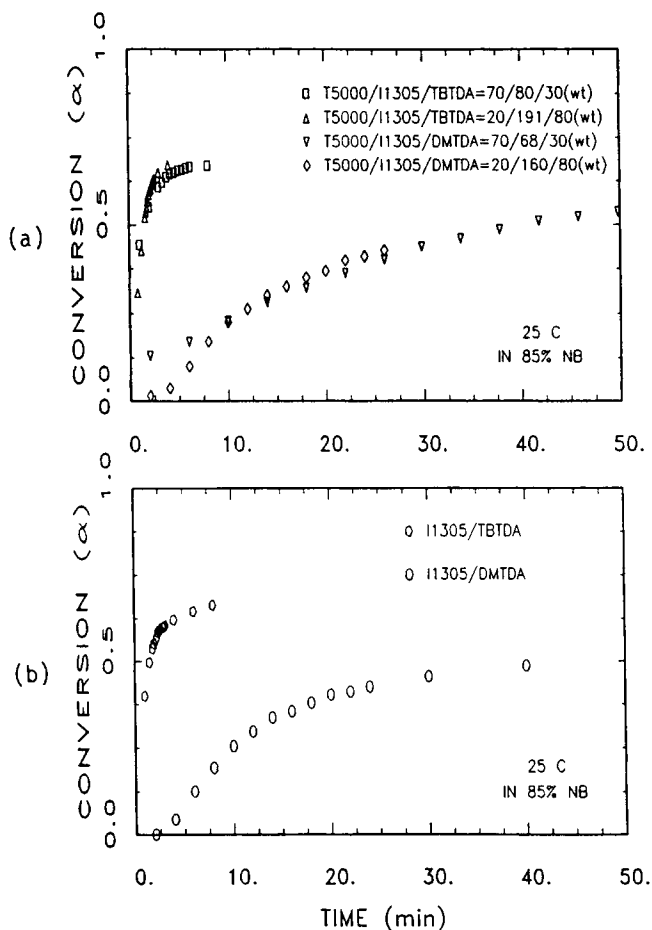 (a)
CONVERSION (α)
1.0
0.5
0.0
T5000/I1305/TBTDA=70/80/30(wt)
T5000/I1305/TBTDA=20/191/80(wt)
T5000/I1305/DMTDA=70/68/30(wt)
T5000/I1305/DMTDA=20/160/80(wt)
25 C
IN 85% NB
0. 10. 20. 30. 40. 50.
(b)
CONVERSION (α)
1.0
0.5
0.0
I1305/TBTDA
I1305/DMTDA
25 C
IN 85% NB
0. 10. 20. 30. 40. 50.
TIME (min)